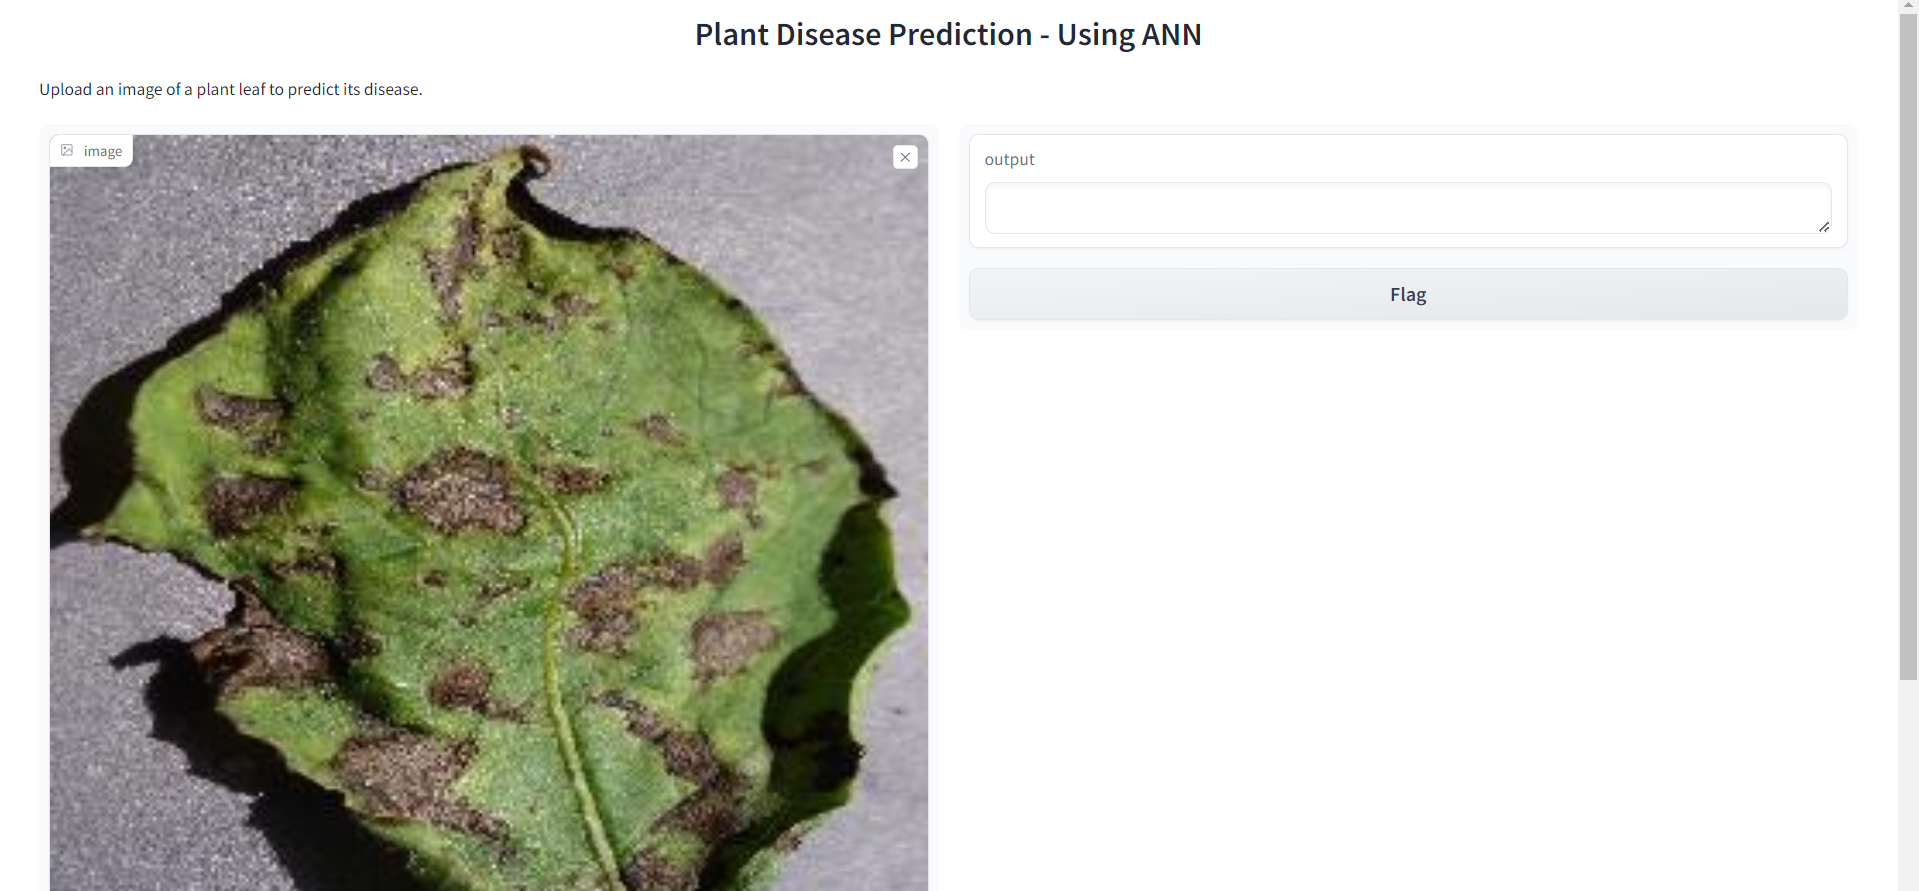 Plant Disease Prediction - Using ANN
Upload an image of a plant leaf to predict its disease.
image
output
Flag